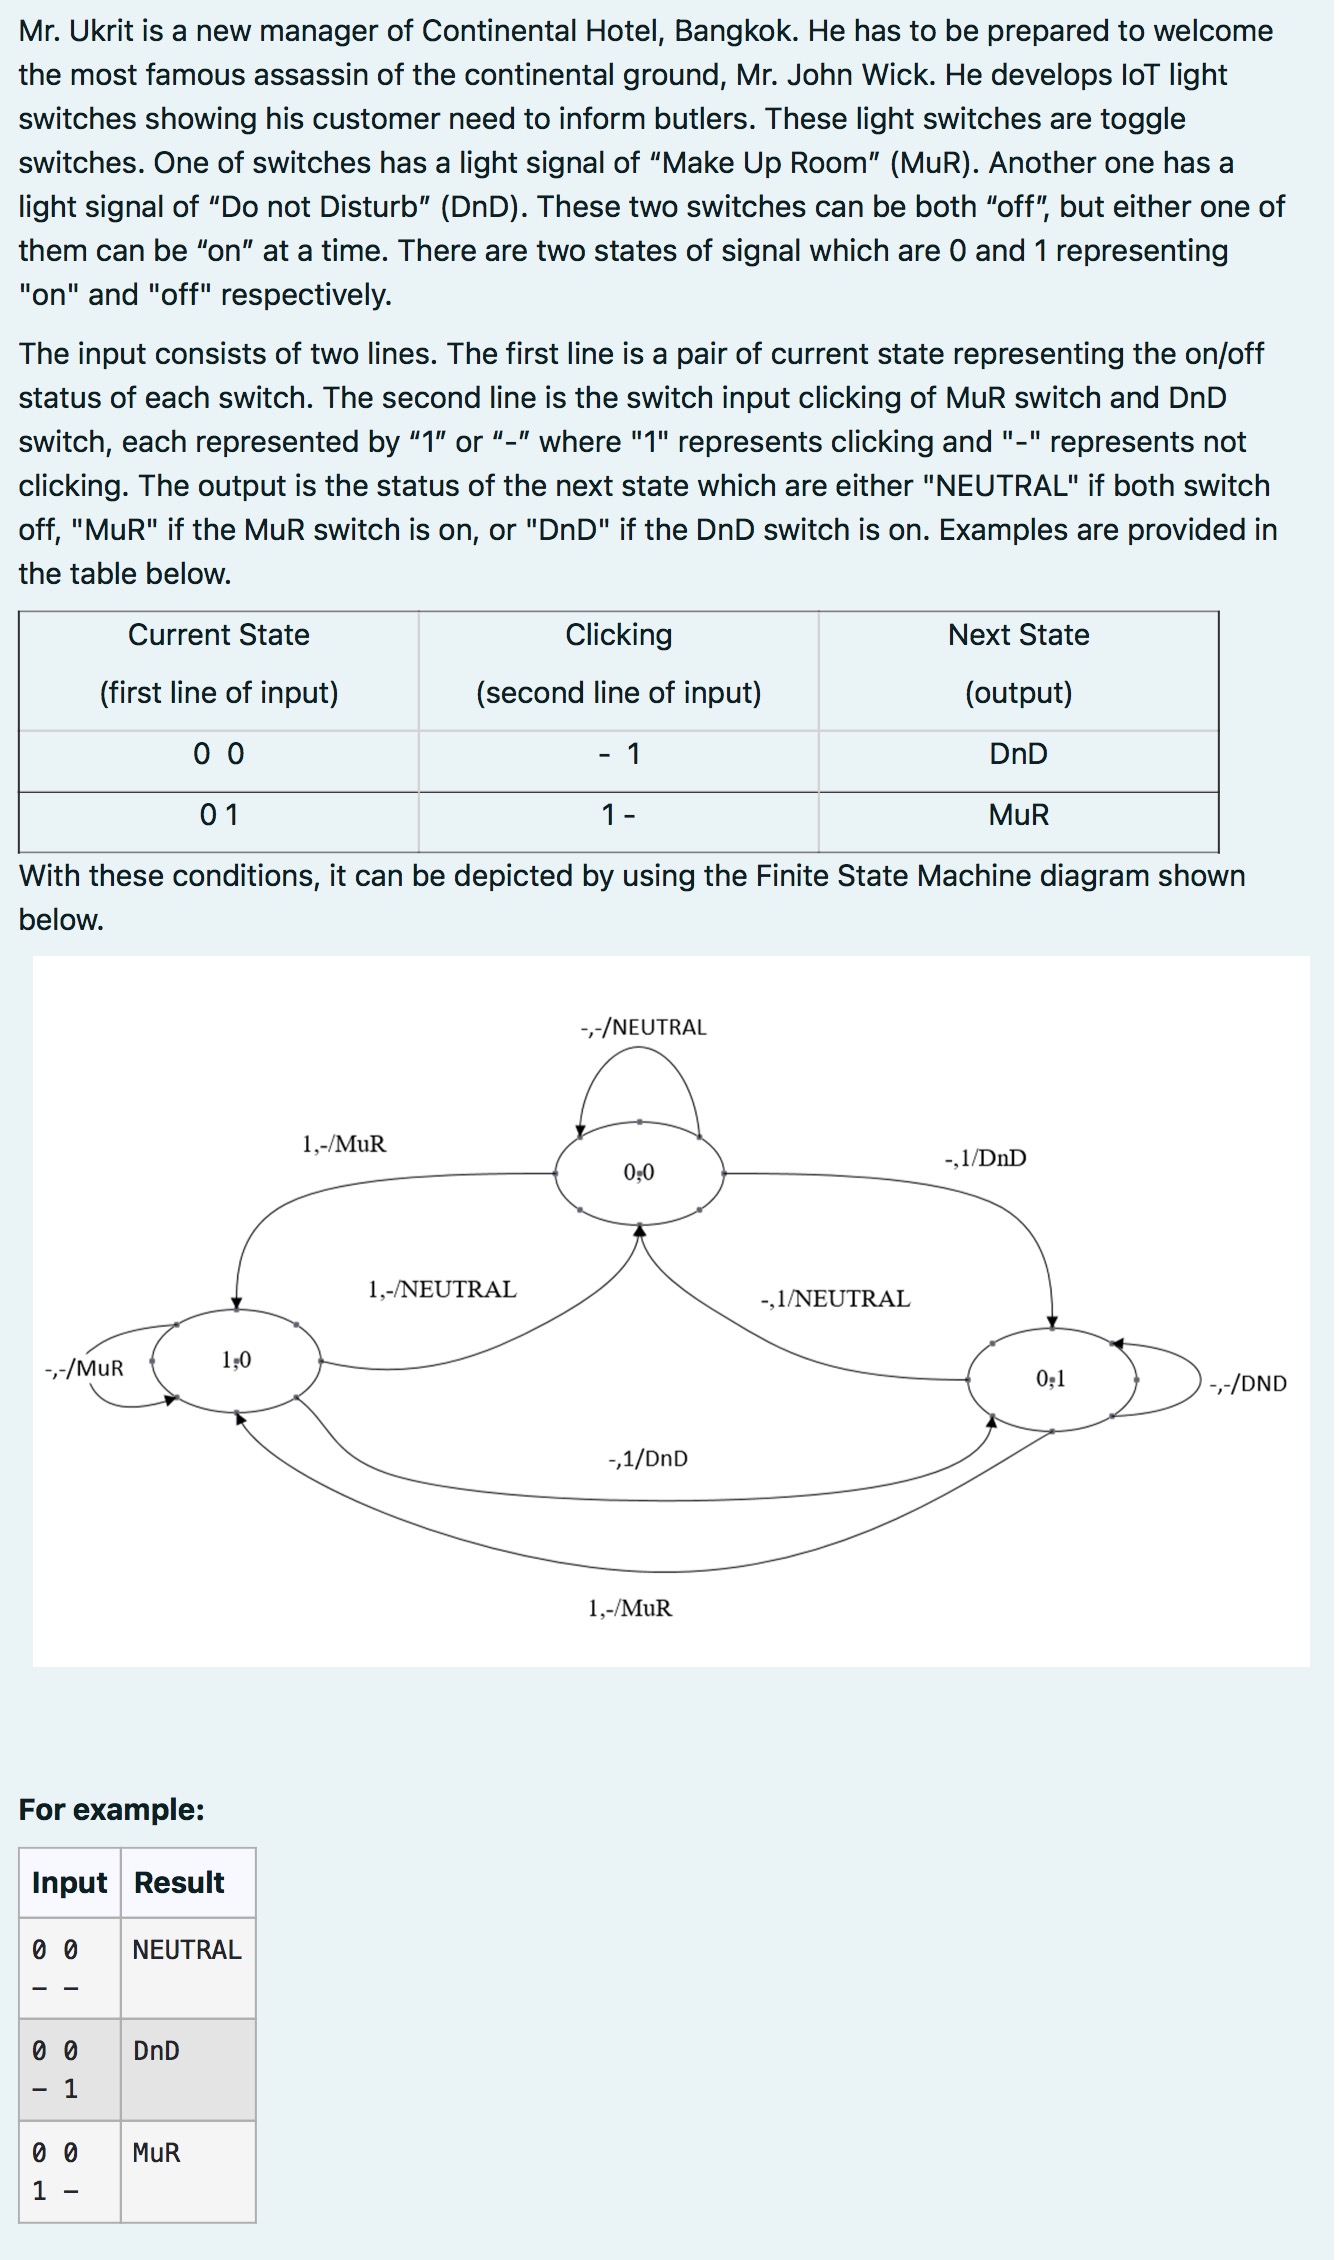 Mr. Ukrit is a new manager of Continental Hotel, Bangkok. He has to be prepared to welcome
the most famous assassin of the continental ground, Mr. John Wick. He develops IoT light
switches showing his customer need to inform butlers. These light switches are toggle
switches. One of switches has a light signal of “Make Up Room” (MuR). Another one has a
light signal of “Do not Disturb” (DnD). These two switches can be both “off”, but either one of
them can be “on” at a time. There are two states of signal which are 0 and 1 representing
"on" and "off" respectively.
The input consists of two lines. The first line is a pair of current state representing the on/off
status of each switch. The second line is the switch input clicking of MuR switch and DnD
switch, each represented by “1” or “-” where "1" represents clicking and "-" represents not
clicking. The output is the status of the next state which are either "NEUTRAL" if both switch
off, "MuR" if the MuR switch is on, or "DnD" if the DnD switch is on. Examples are provided in
the table below.
Current State Clicking Next State
(first line of input) (second line of input) (output)
0 0 - 1 DnD
0 1 1 - MuR
With these conditions, it can be depicted by using the Finite State Machine diagram shown
below.
-,-/NEUTRAL
1,-/MuR
-,1/DnD
0;0
1,-/NEUTRAL
-,1/NEUTRAL
-,-/MuR
1;0
0;1
-,-/DND
-,1/DnD
1,-/MuR
For example:
Input Result
0 0 NEUTRAL
- -
0 0 DnD
- 1
0 0 MuR
1 -